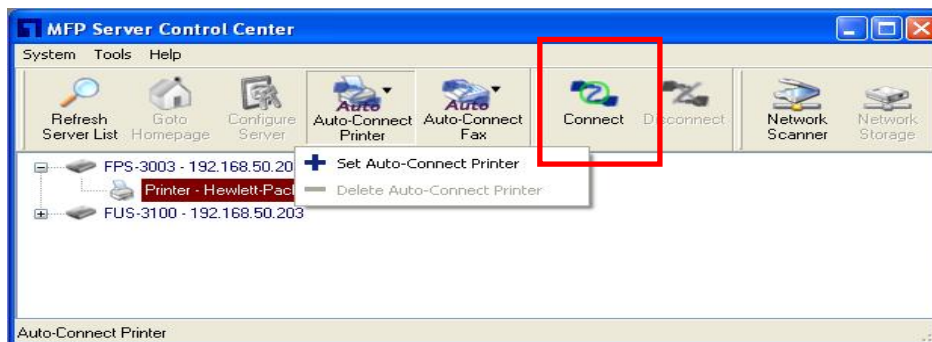 MFP Server Control Center
System Tools Help
Refresh Server List
Goto Homepage
Configure Server
Auto
Auto-Connect Printer
Auto
Auto-Connect Fax
Connect
Disconnect
Network Scanner
Network Storage
FPS-3003 - 192.168.50.20
Set Auto-Connect Printer
Printer - Hewlett-Pac
Delete Auto-Connect Printer
FUS-3100 - 192.168.50.203
Auto-Connect Printer